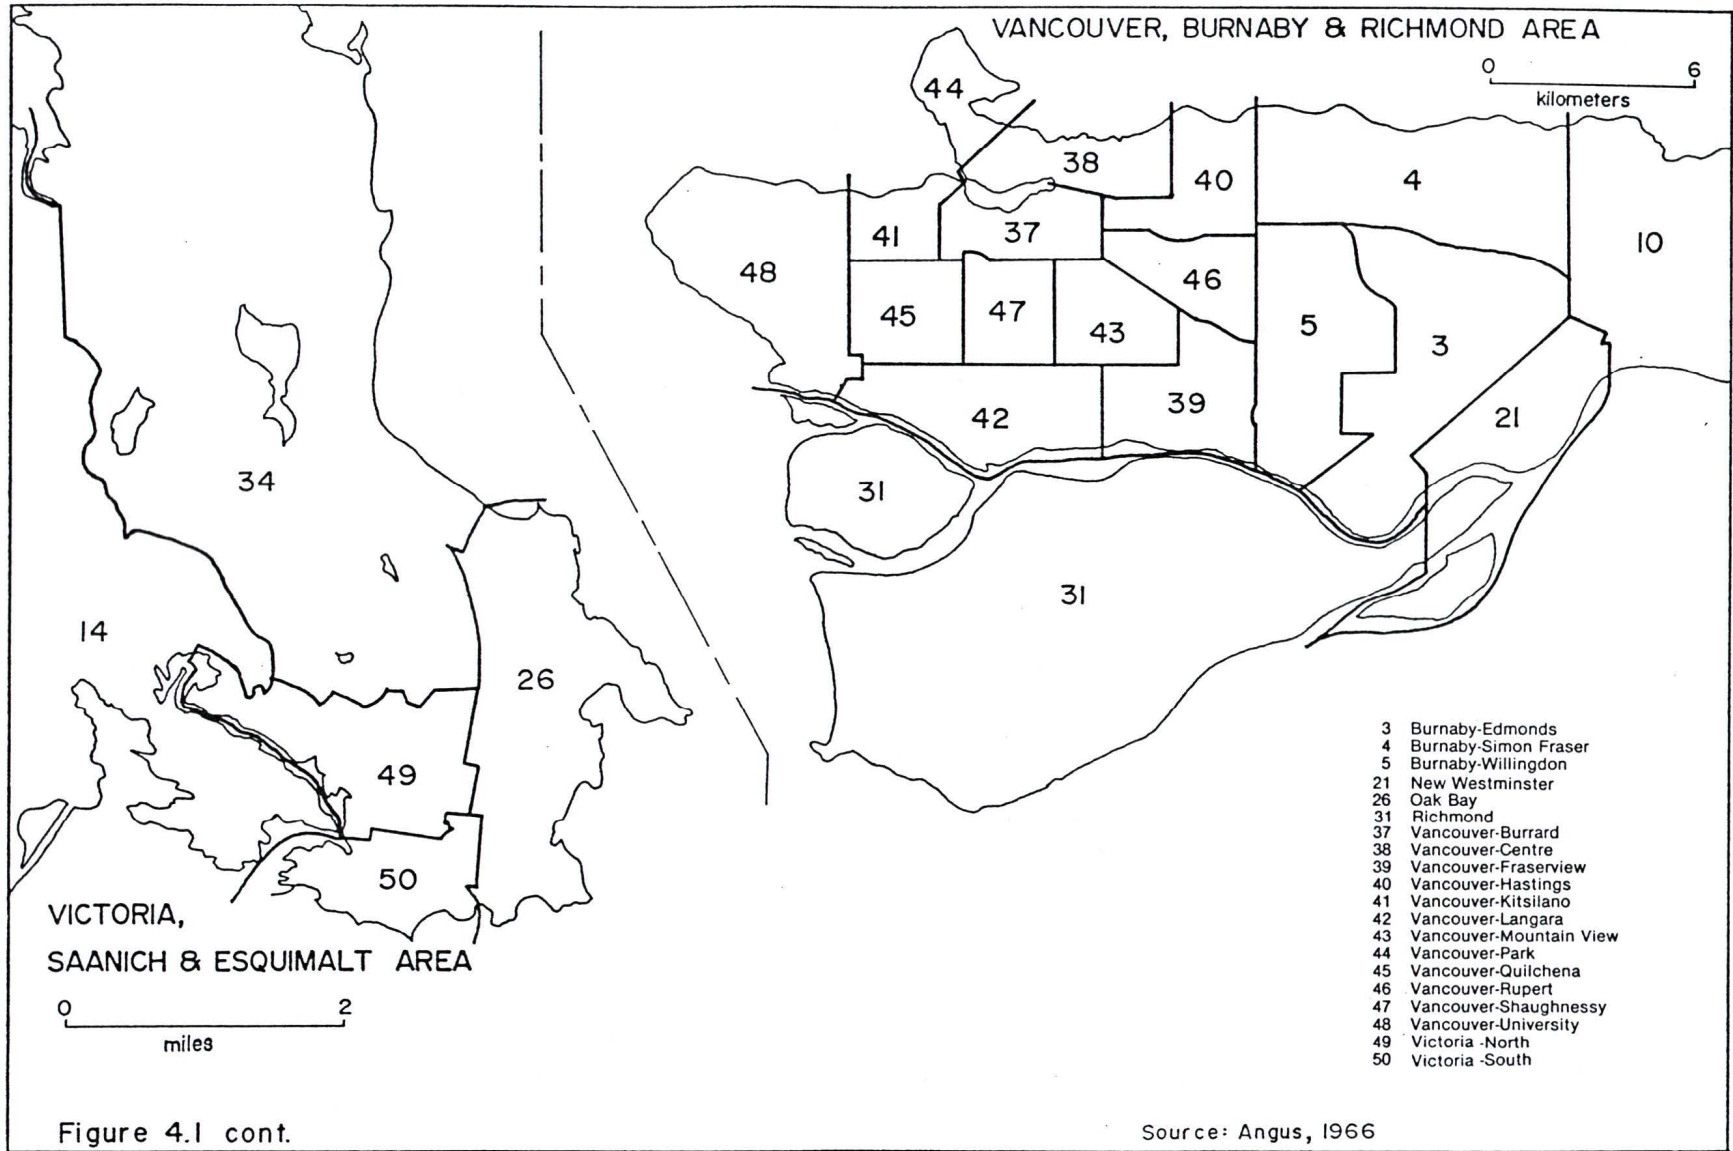 VANCOUVER, BURNABY & RICHMOND AREA
0 6
kilometers
44
38
40
4
10
41
37
48
46
45
47
43
5
3
42
39
21
31
31
34
14
26
49
50
VICTORIA,
SAANICH & ESQUIMALT AREA
0 2
miles
3 Burnaby-Edmonds
4 Burnaby-Simon Fraser
5 Burnaby-Willingdon
21 New Westminster
26 Oak Bay
31 Richmond
37 Vancouver-Burrard
38 Vancouver-Centre
39 Vancouver-Fraserview
40 Vancouver-Hastings
41 Vancouver-Kitsilano
42 Vancouver-Langara
43 Vancouver-Mountain View
44 Vancouver-Park
45 Vancouver-Quilchena
46 Vancouver-Rupert
47 Vancouver-Shaughnessy
48 Vancouver-University
49 Victoria -North
50 Victoria -South
Figure 4.1 cont.
Source: Angus, 1966